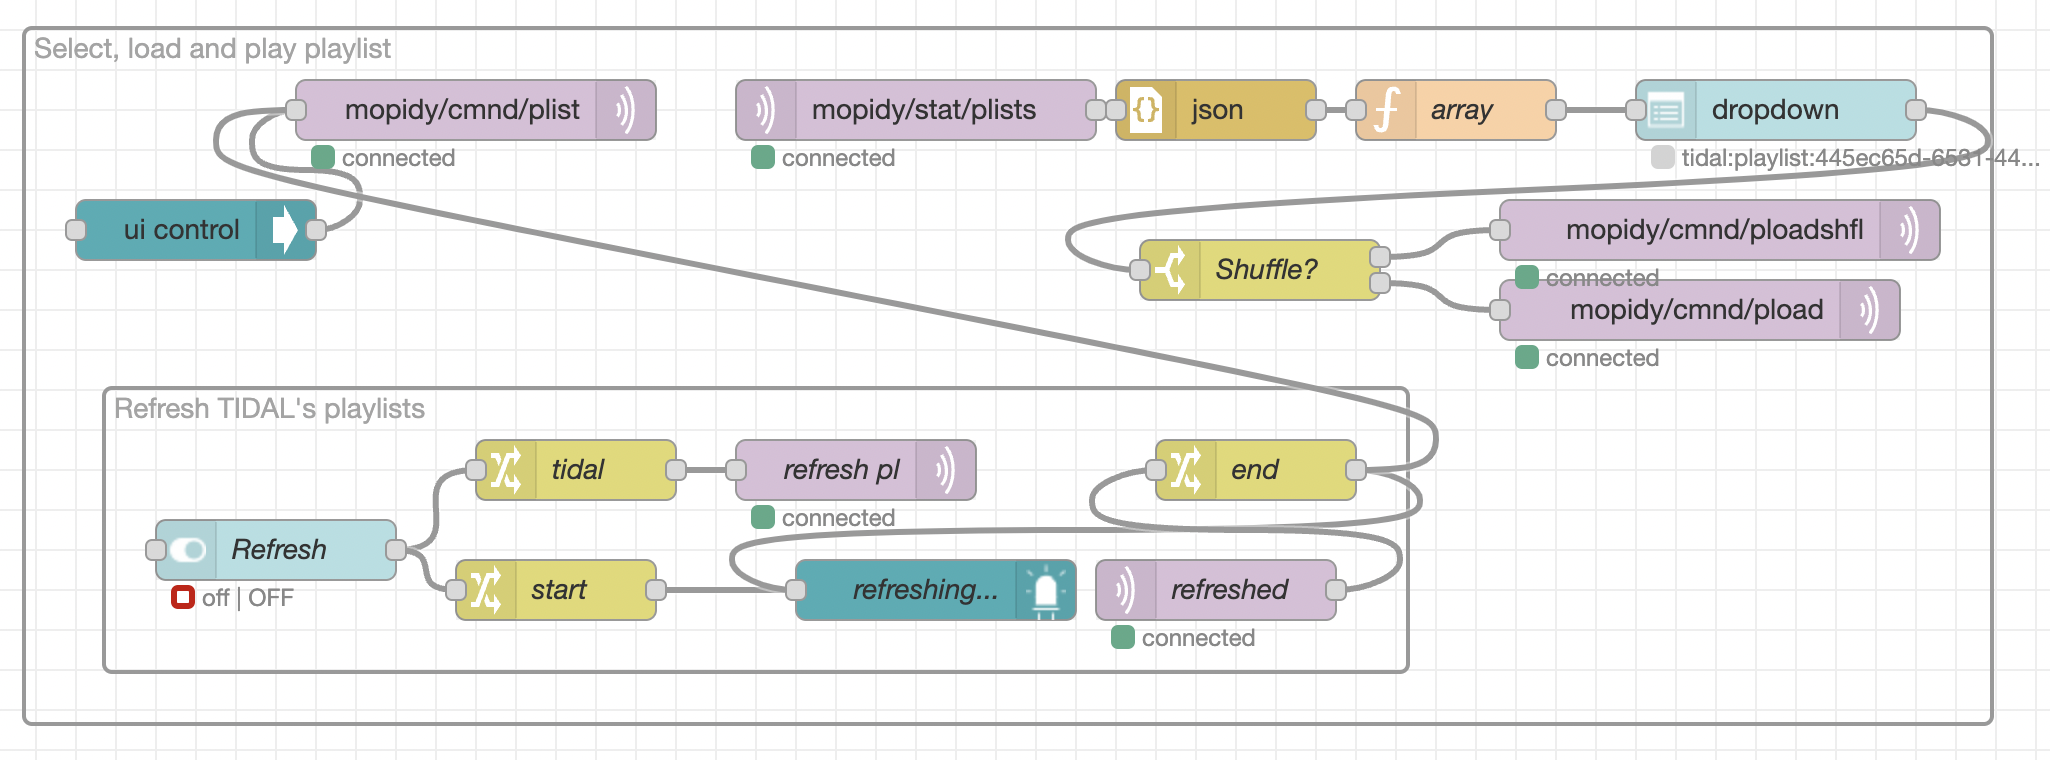 Select, load and play playlist
mopidy/cmnd/plist
connected
mopidy/stat/plists
connected
json
array
dropdown
tidal:playlist:445ec65d-6581-44...
ui control
Shuffle?
mopidy/cmnd/ploadshfl
connected
mopidy/cmnd/pload
connected
Refresh TIDAL's playlists
tidal
refresh pl
connected
end
Refresh
off | OFF
start
refreshing...
refreshed
connected